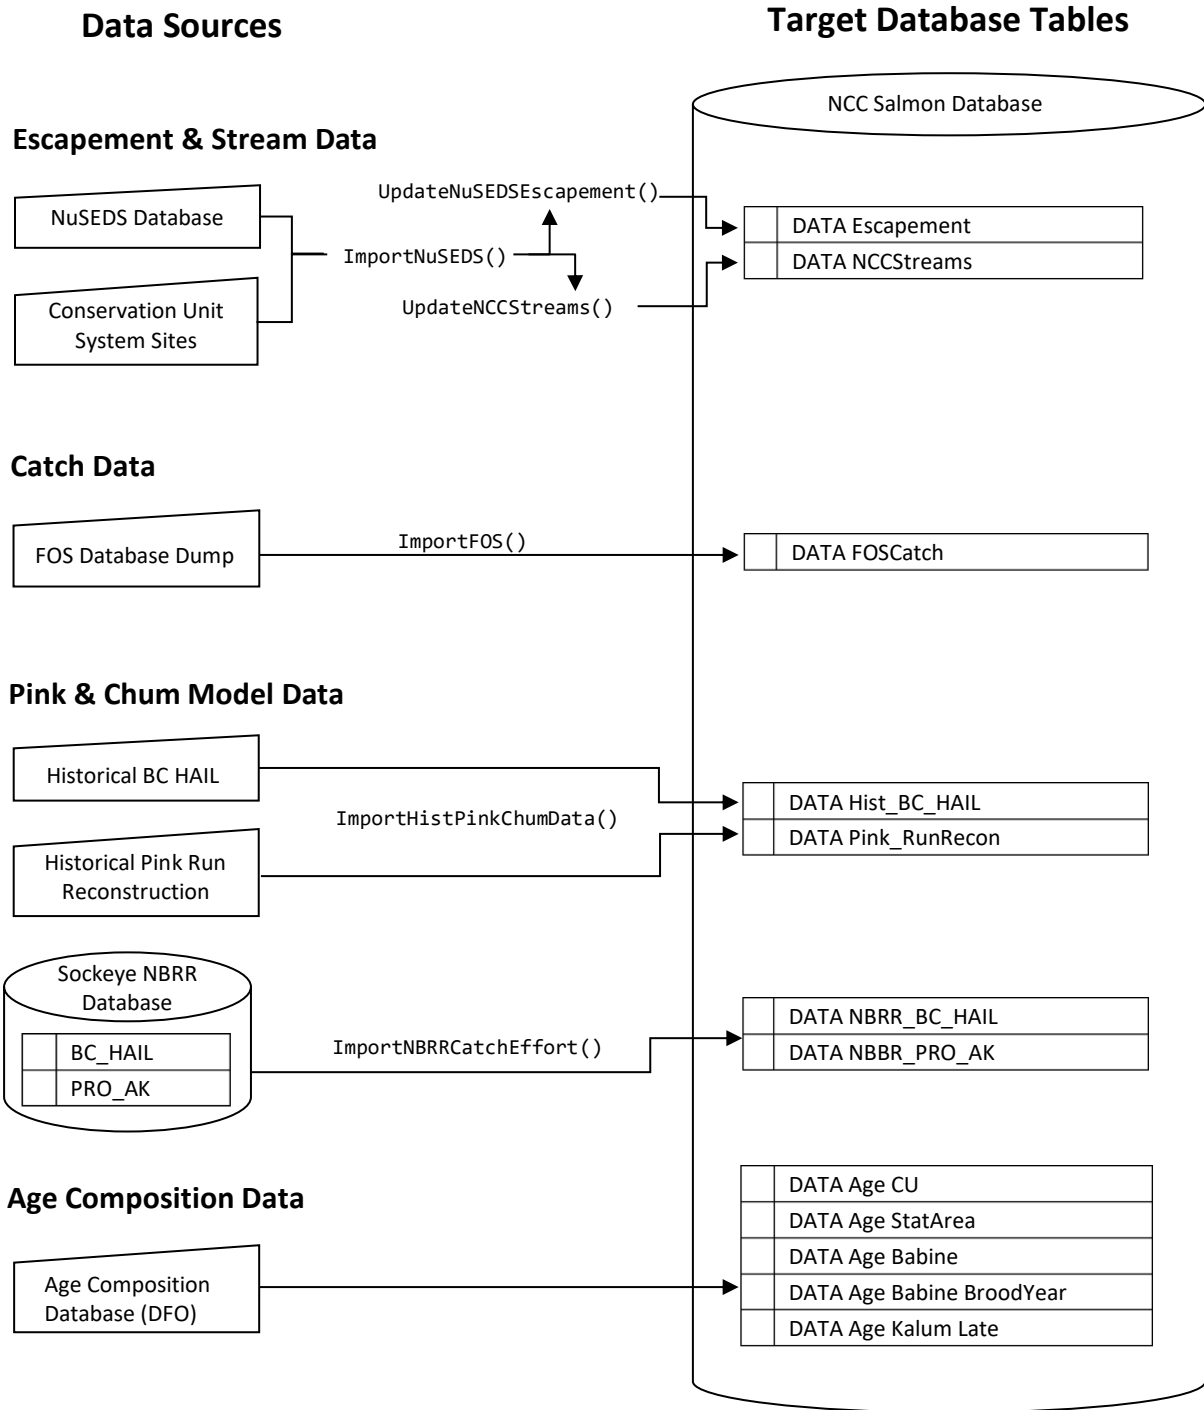 Data Sources
Target Database Tables
NCC Salmon Database
Escapement & Stream Data
NuSEDS Database
Conservation Unit
System Sites
ImportNuSEDS()
UpdateNuSEDSEscapement()
UpdateNCCStreams()
DATA Escapement
DATA NCCStreams
Catch Data
FOS Database Dump
ImportFOS()
DATA FOSCatch
Pink & Chum Model Data
Historical BC HAIL
Historical Pink Run
Reconstruction
ImportHistPinkChumData()
DATA Hist_BC_HAIL
DATA Pink_RunRecon
Sockeye NBRR
Database
BC_HAIL
PRO_AK
ImportNBRRCatchEffort()
DATA NBRR_BC_HAIL
DATA NBBR_PRO_AK
Age Composition Data
Age Composition
Database (DFO)
DATA Age CU
DATA Age StatArea
DATA Age Babine
DATA Age Babine BroodYear
DATA Age Kalum Late